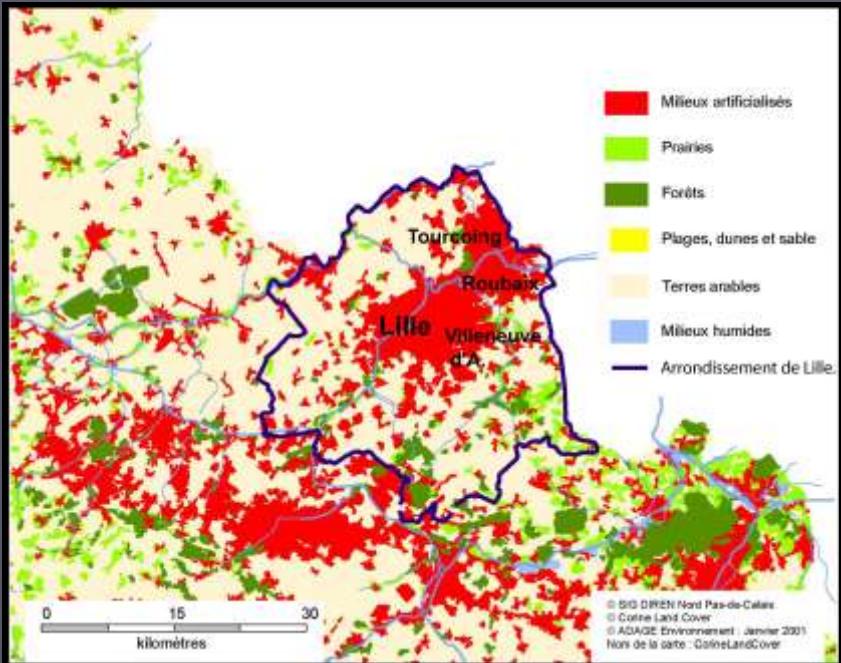 Milieux artificialisés
Prairies
Forêts
Plages, dunes et sable
Terres arables
Milieux humides
Arrondissement de Lille.
Tourcoing
Roubaix
Lille
Villeneuve
d'A.
0 15 30
kilomètres
© SIG DIREN Nord Pas-de-Calais
© Corine Land Cover
© ADAGE Environnement : Janvier 2001
Nom de la carte : CorineLandCover